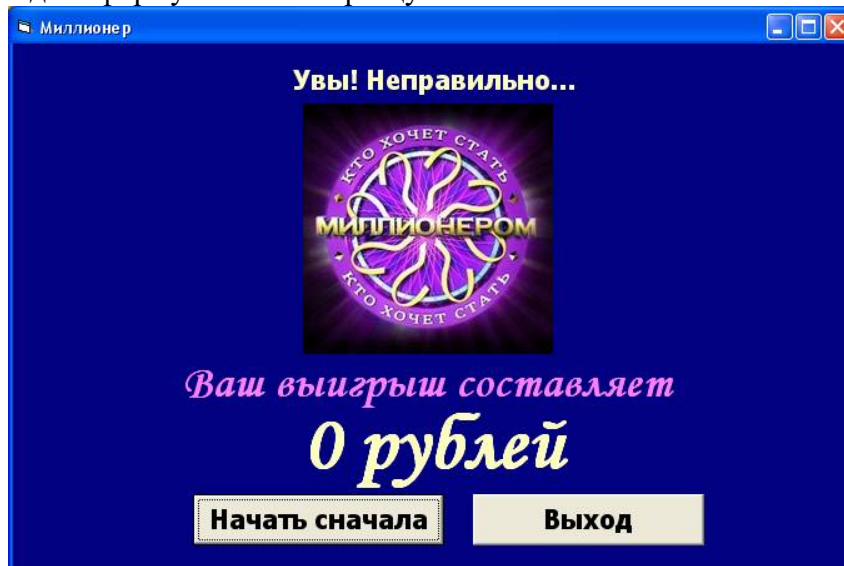 Миллионер
Увы! Неправильно...
КТО ХОЧЕТ СТАТЬ
МИЛЛИОНЕРОМ
КТО ХОЧЕТ СТАТЬ
Ваш выигрыш составляет
0 рублей
Начать сначала
Выход